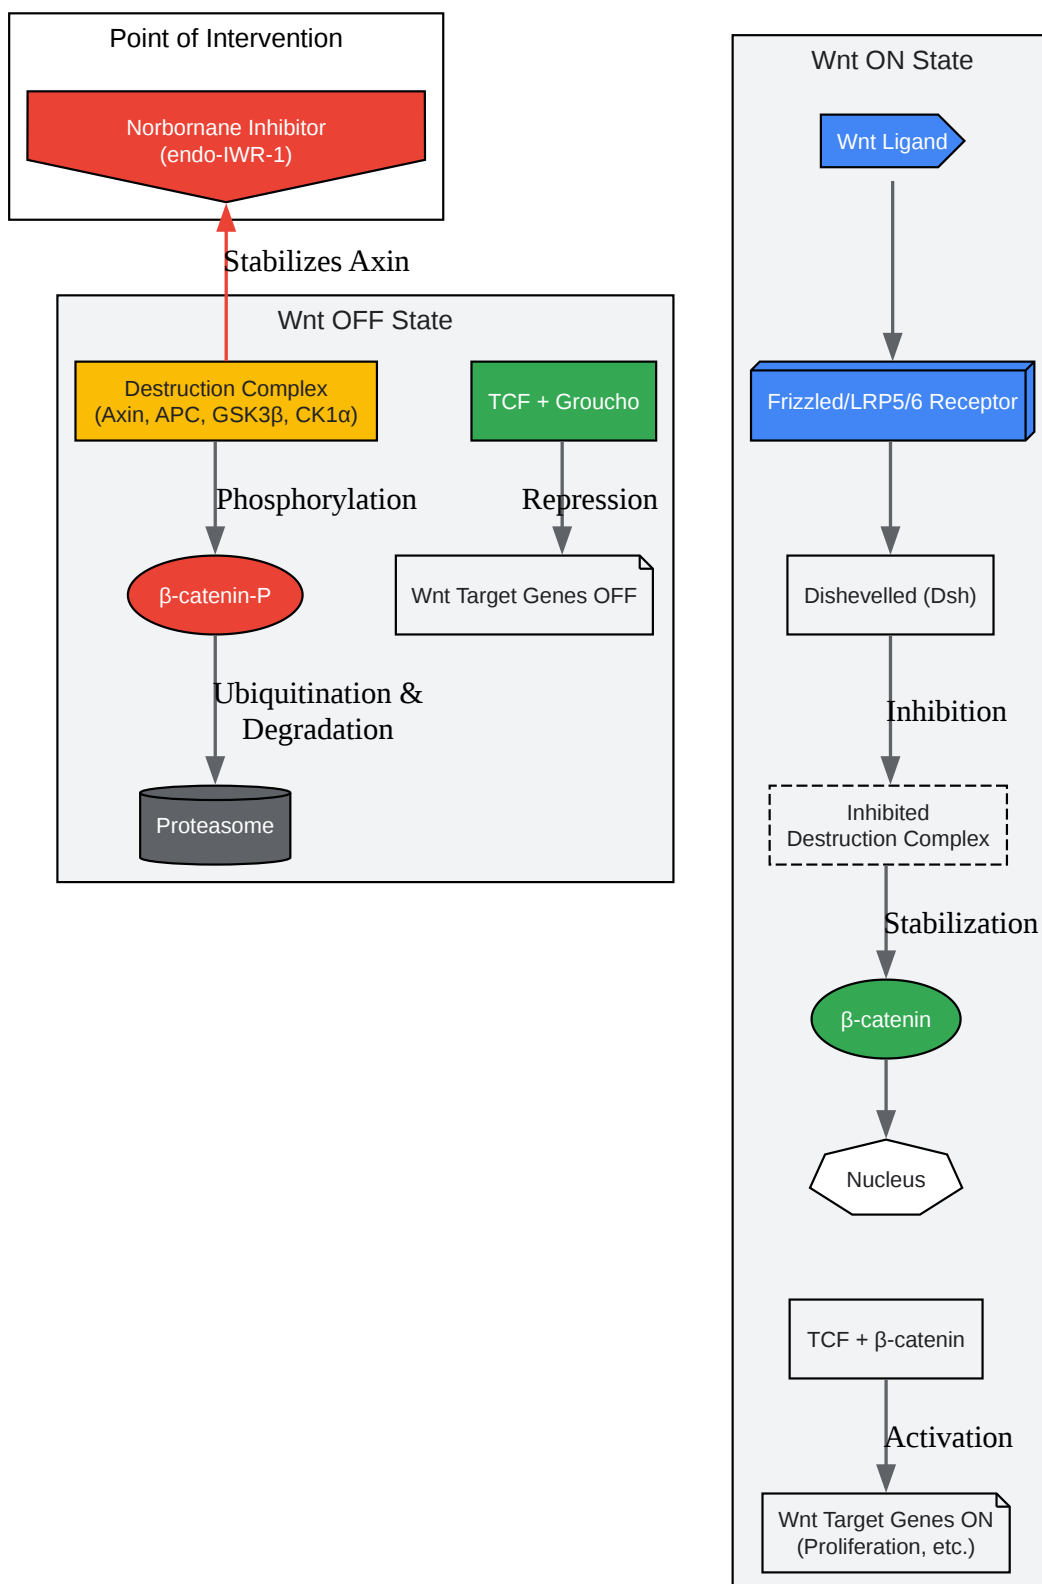 Point of Intervention
Norbornane Inhibitor
(endo-IWR-1)
Stabilizes Axin
Wnt OFF State
Destruction Complex
(Axin, APC, GSK3β, CK1α)
TCF + Groucho
Phosphorylation
Repression
β-catenin-P
Wnt Target Genes OFF
Ubiquitination &
Degradation
Proteasome
Wnt ON State
Wnt Ligand
Frizzled/LRP5/6 Receptor
Dishevelled (Dsh)
Inhibition
Inhibited
Destruction Complex
Stabilization
β-catenin
Nucleus
TCF + β-catenin
Activation
Wnt Target Genes ON
(Proliferation, etc.)